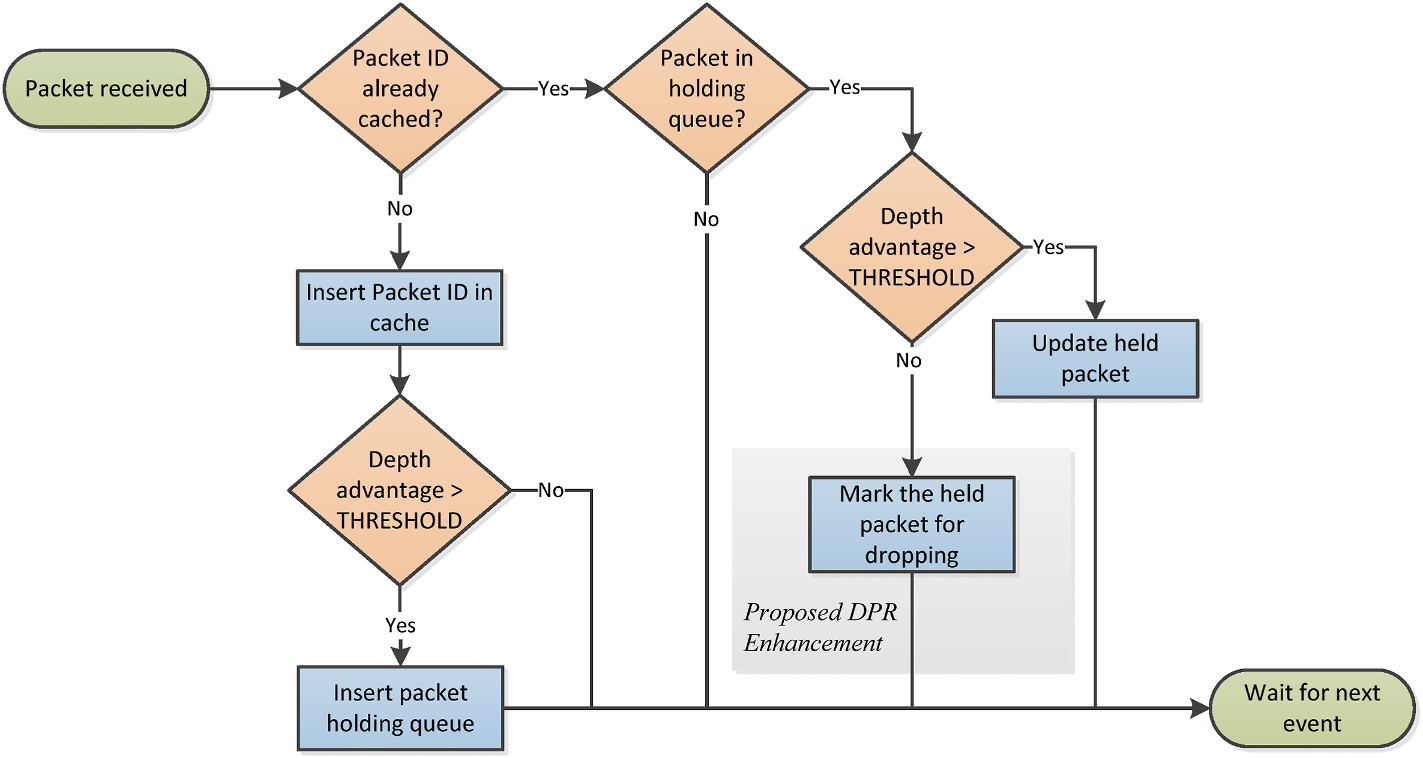 Packet received
Packet ID
already
cached?
Yes
Packet in
holding
queue?
Yes
No
No
Depth
advantage >
THRESHOLD
Yes
Insert Packet ID in
cache
Update held
packet
No
Depth
advantage >
THRESHOLD
No
Mark the held
packet for
dropping
Proposed DPR
Enhancement
Yes
Insert packet
holding queue
Wait for next
event